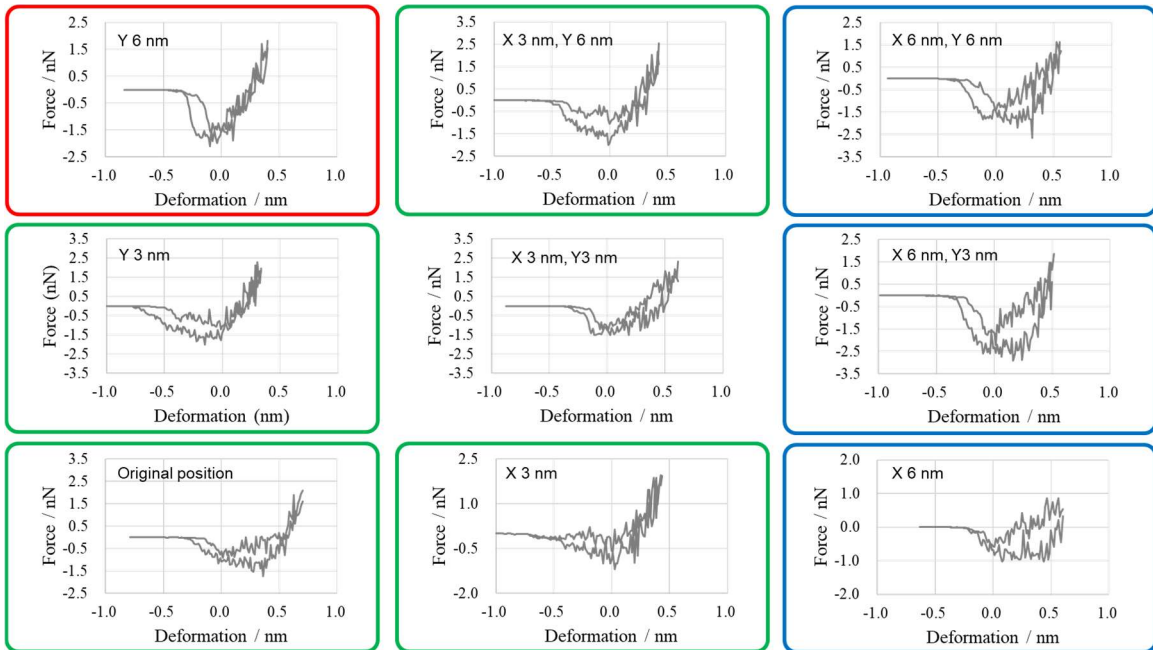 Y 6 nm
2.5
1.5
0.5
-0.5
-1.5
-2.5
Force / nN
-1.0 -0.5 0.0 0.5 1.0
Deformation / nm
X 3 nm, Y 6 nm
3.5
2.5
1.5
0.5
-0.5
-1.5
-2.5
Force / nN
-1.0 -0.5 0.0 0.5 1.0
Deformation / nm
X 6 nm, Y 6 nm
2.5
1.5
0.5
-0.5
-1.5
-2.5
-3.5
Force / nN
-1.0 -0.5 0.0 0.5 1.0
Deformation / nm
Y 3 nm
3.5
2.5
1.5
0.5
-0.5
-1.5
-2.5
-3.5
Force (nN)
-1.0 -0.5 0.0 0.5 1.0
Deformation (nm)
X 3 nm, Y3 nm
3.5
2.5
1.5
0.5
-0.5
-1.5
-2.5
-3.5
Force / nN
-1.0 -0.5 0.0 0.5 1.0
Deformation / nm
X 6 nm, Y3 nm
2.5
1.5
0.5
-0.5
-1.5
-2.5
-3.5
Force / nN
-1.0 -0.5 0.0 0.5 1.0
Deformation / nm
Original position
3.5
2.5
1.5
0.5
-0.5
-1.5
-2.5
Force / nN
-1.0 -0.5 0.0 0.5 1.0
Deformation / nm
X 3 nm
2.5
1.0
-0.5
-2.0
Force / nN
-1.0 -0.5 0.0 0.5 1.0
Deformation / nm
X 6 nm
2.0
1.0
0.0
-1.0
-2.0
Force / nN
-1.0 -0.5 0.0 0.5 1.0
Deformation / nm